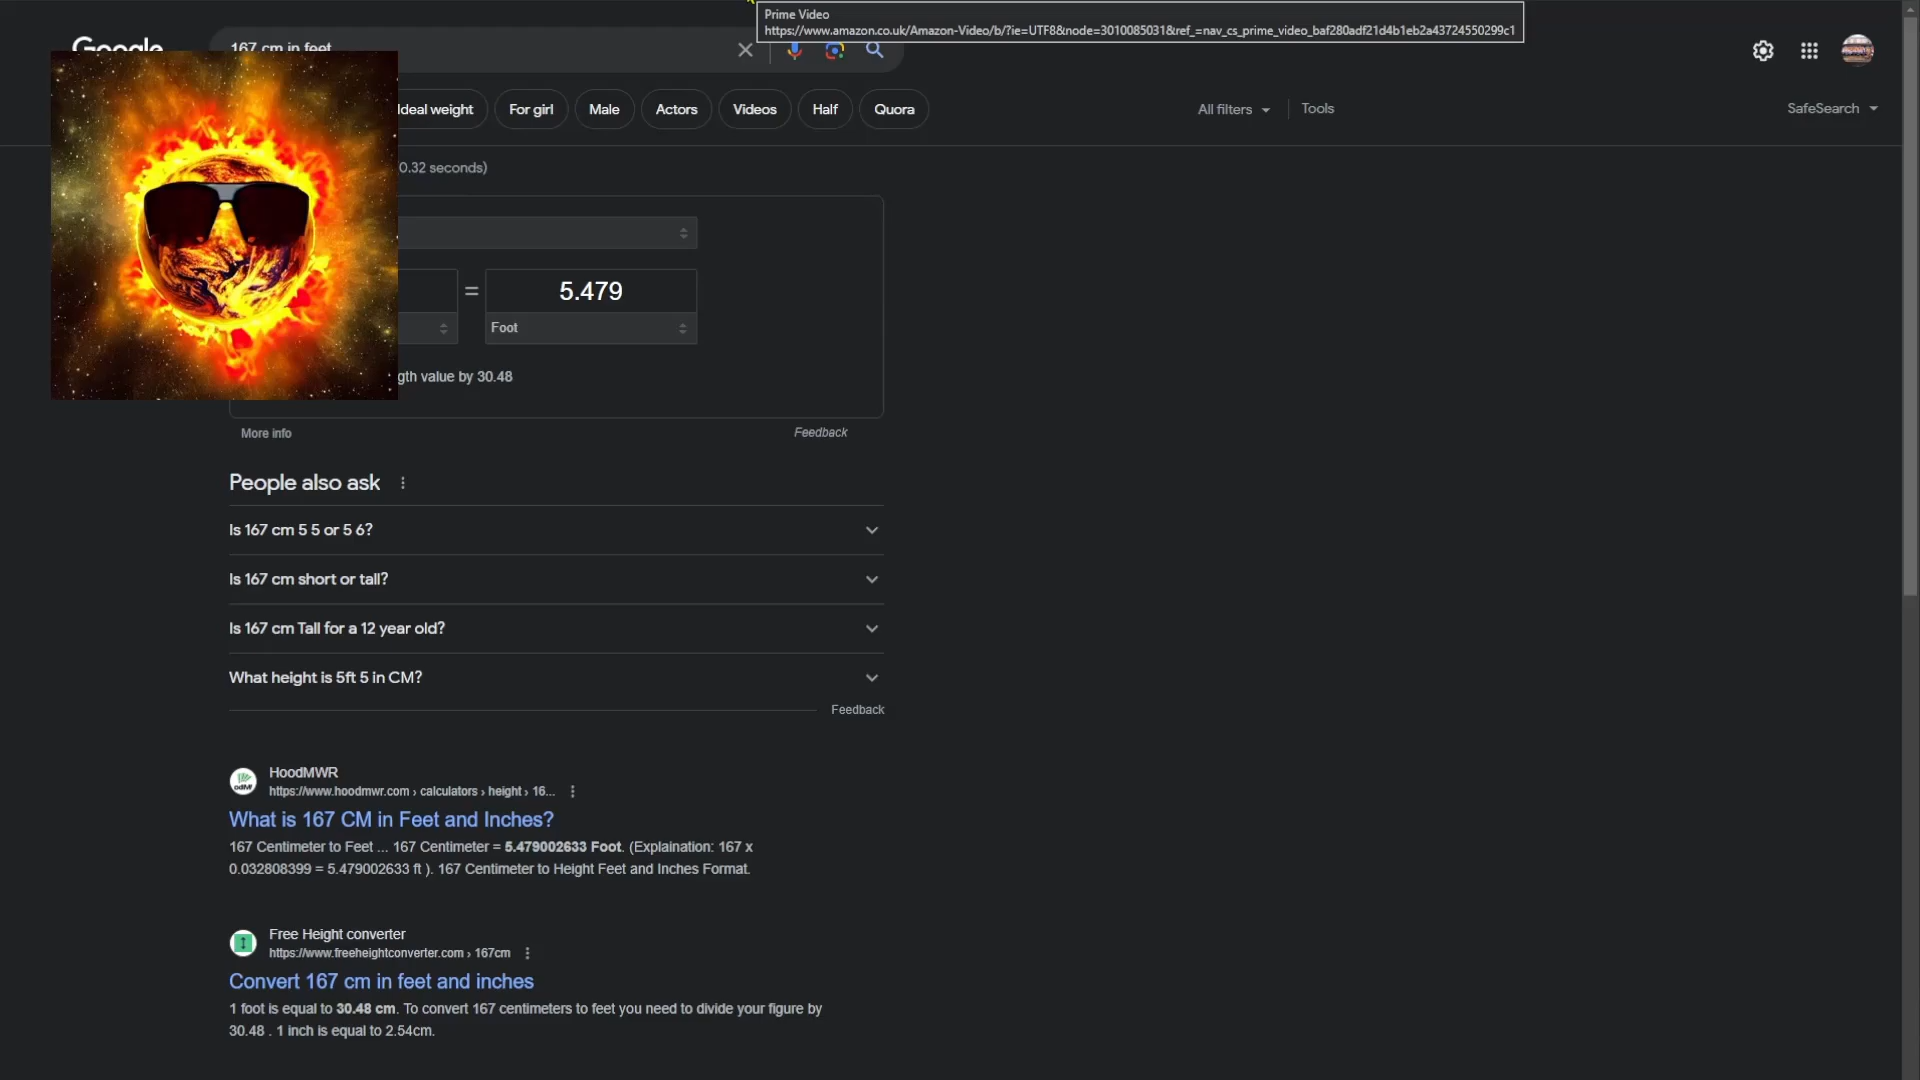 Prime Video
https://www.amazon.co.uk/Amazon-Video/b/?ie=UTF8&node=3010085031&ref_=nav_cs_prime_video_baf280adf21d4b1eb2a43724550299c1
Google
167 cm in feet
Ideal weight
For girl
Male
Actors
Videos
Half
Quora
All filters
Tools
SafeSearch
0.32 seconds)
=
5.479
Foot
gth value by 30.48
More info
Feedback
People also ask
Is 167 cm 5 5 or 5 6?
Is 167 cm short or tall?
Is 167 cm Tall for a 12 year old?
What height is 5ft 5 in CM?
Feedback
HoodMWR
https://www.hoodmwr.com › calculators › height › 16...
What is 167 CM in Feet and Inches?
167 Centimeter to Feet ... 167 Centimeter = 5.479002633 Foot. (Explaination: 167 x
0.032808399 = 5.479002633 ft ). 167 Centimeter to Height Feet and Inches Format.
Free Height converter
https://www.freeheightconverter.com › 167cm
Convert 167 cm in feet and inches
1 foot is equal to 30.48 cm. To convert 167 centimeters to feet you need to divide your figure by
30.48 . 1 inch is equal to 2.54cm.